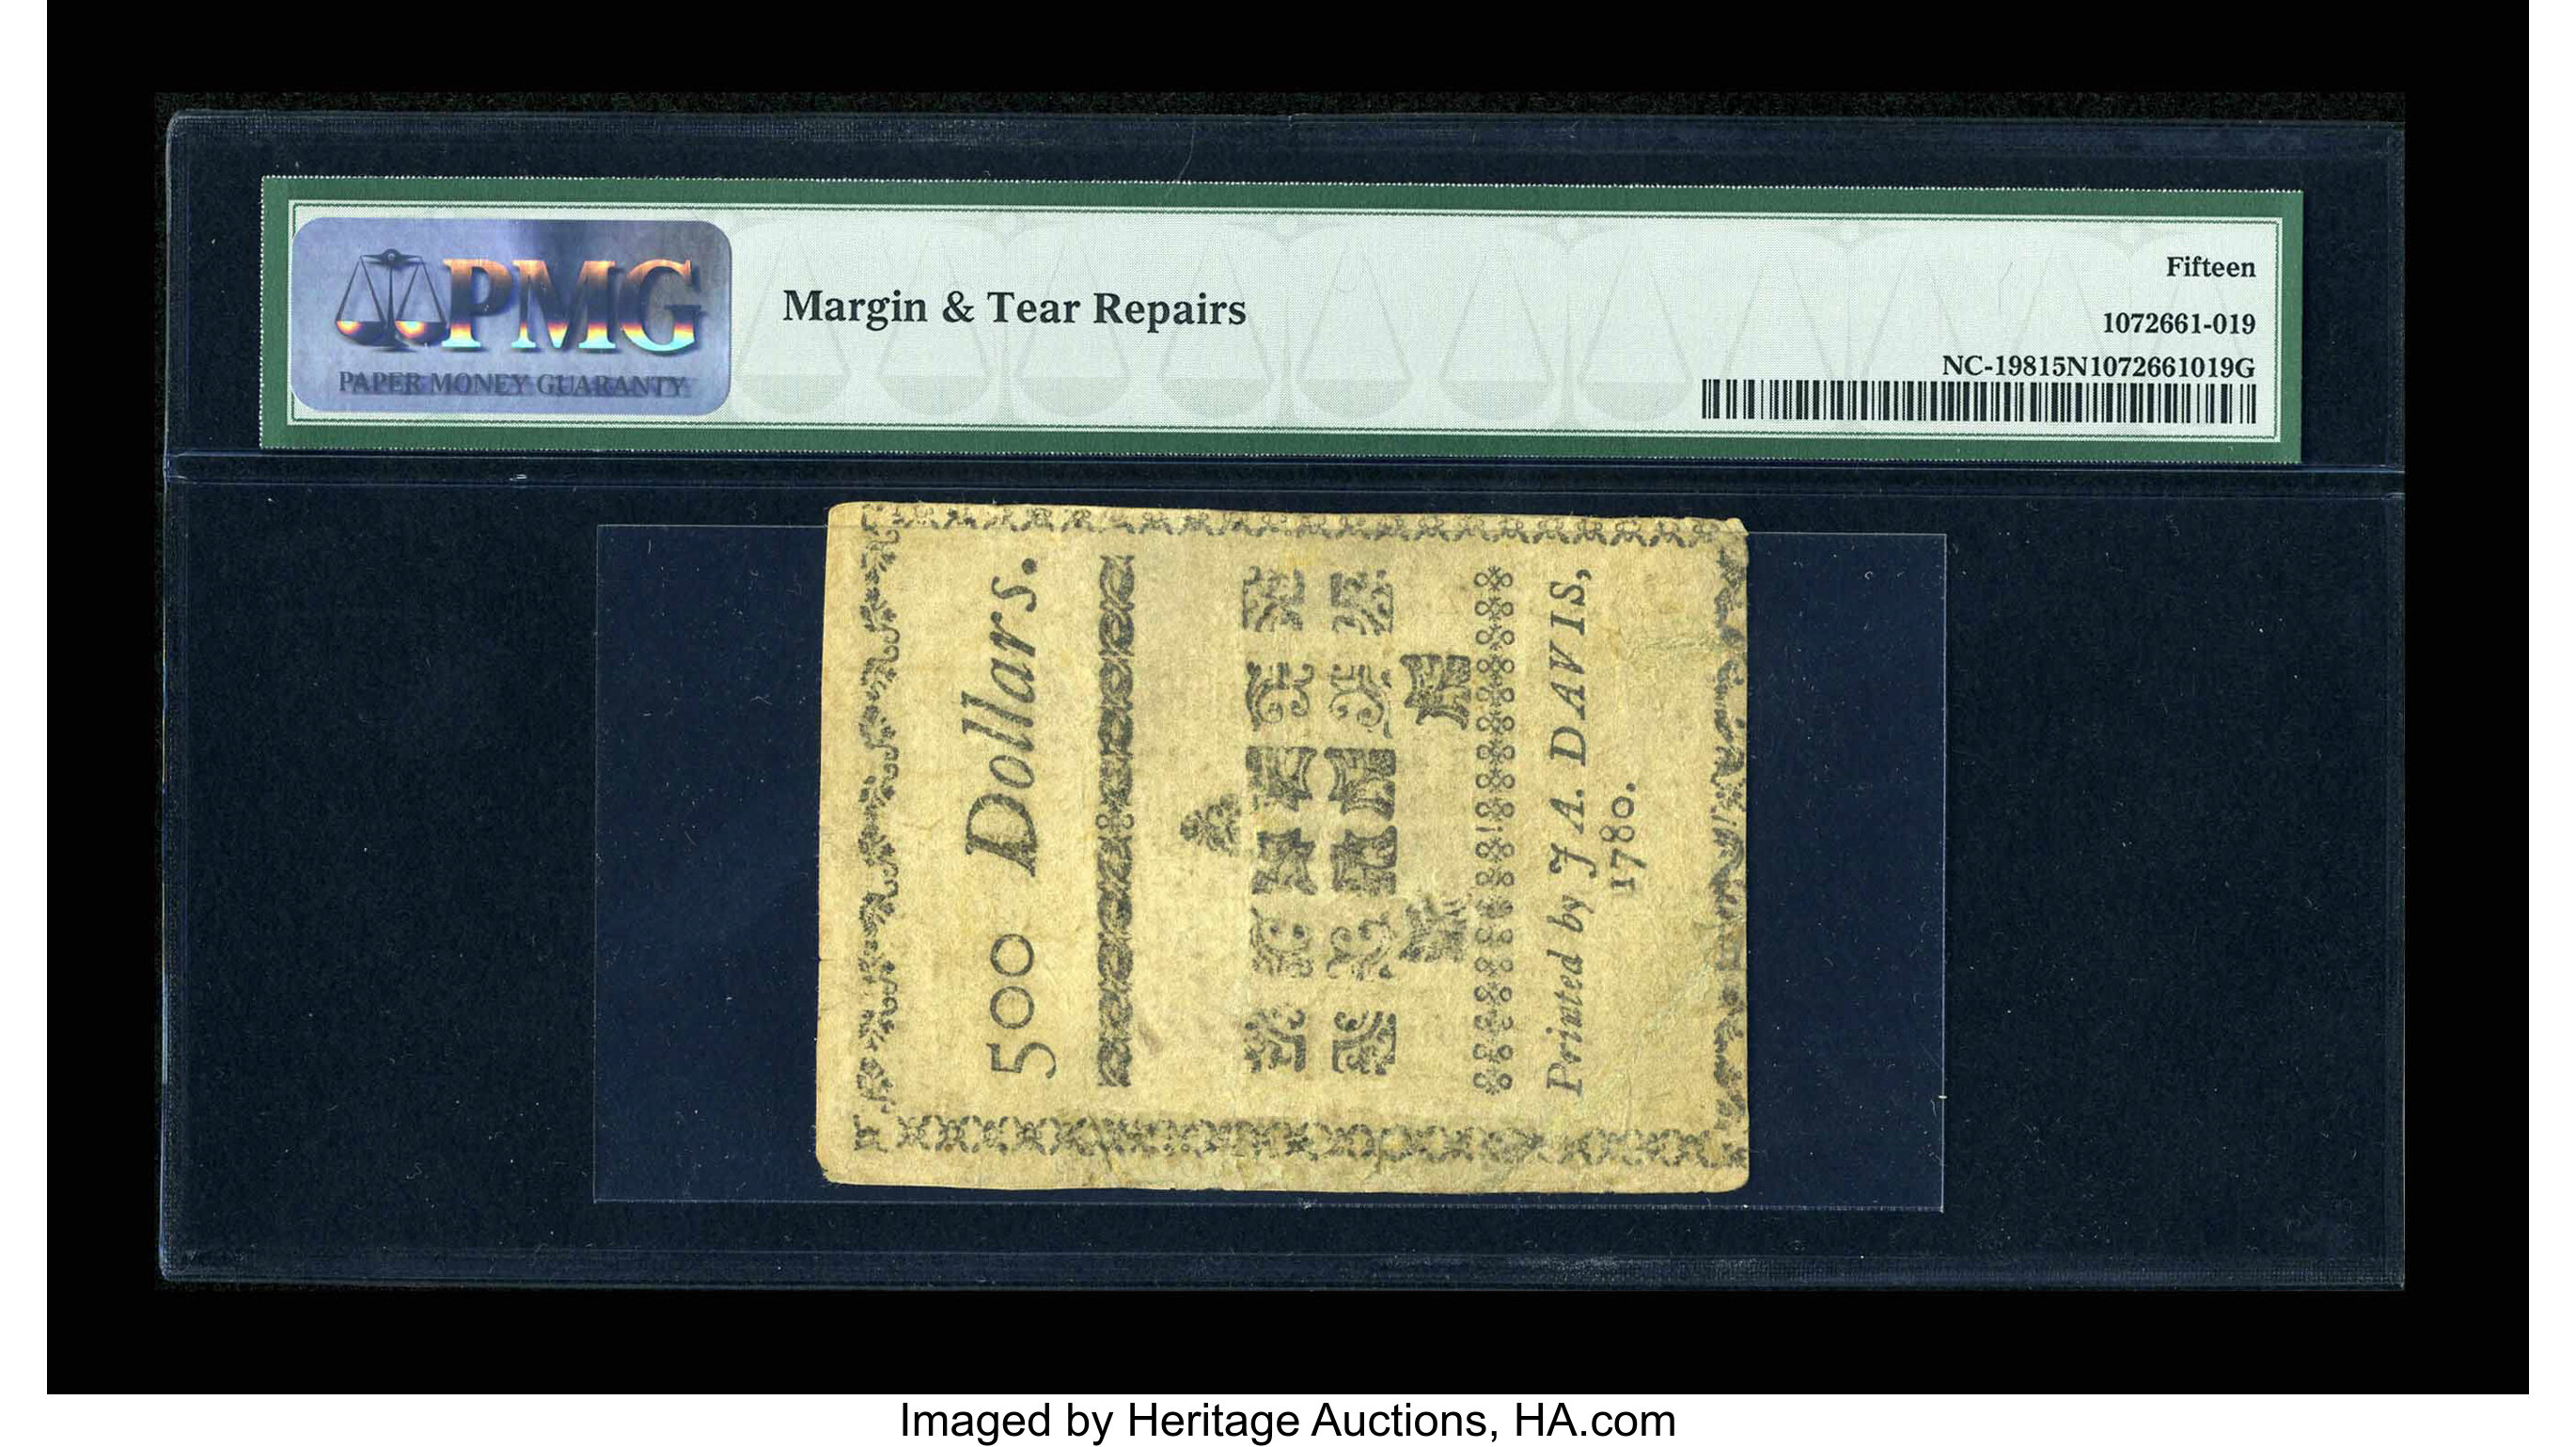 PMG
PAPER MONEY GUARANTY
Margin & Tear Repairs
Fifteen
1072661-019
NC-19815N1072661019G
500 Dollars.
Printed by J A. DAVIS,
1780.
Imaged by Heritage Auctions, HA.com